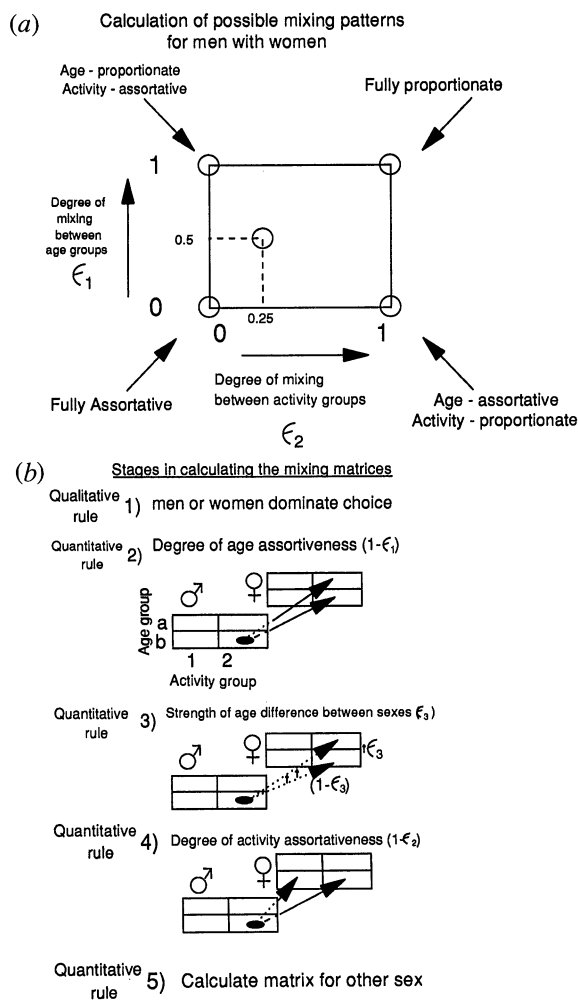 (a)
Calculation of possible mixing patterns
for men with women
Age - proportionate
Activity - assortative
Fully proportionate
1
Degree of
mixing
between
age groups
ϵ1
0.5
0
0.25
0
1
Fully Assortative
Degree of mixing
between activity groups
ϵ2
Age - assortative
Activity - proportionate
(b)
Stages in calculating the mixing matrices
Qualitative
rule
1) men or women dominate choice
Quantitative
rule
2) Degree of age assortiveness (1-ϵ1)
♂ ♀
Age group
a
b
1 2
Activity group
Quantitative
rule
3) Strength of age difference between sexes (ϵ3)
♂ ♀
ϵ3
(1-ϵ3)
Quantitative
rule
4) Degree of activity assortativeness (1-ϵ2)
♂ ♀
Quantitative
rule
5) Calculate matrix for other sex